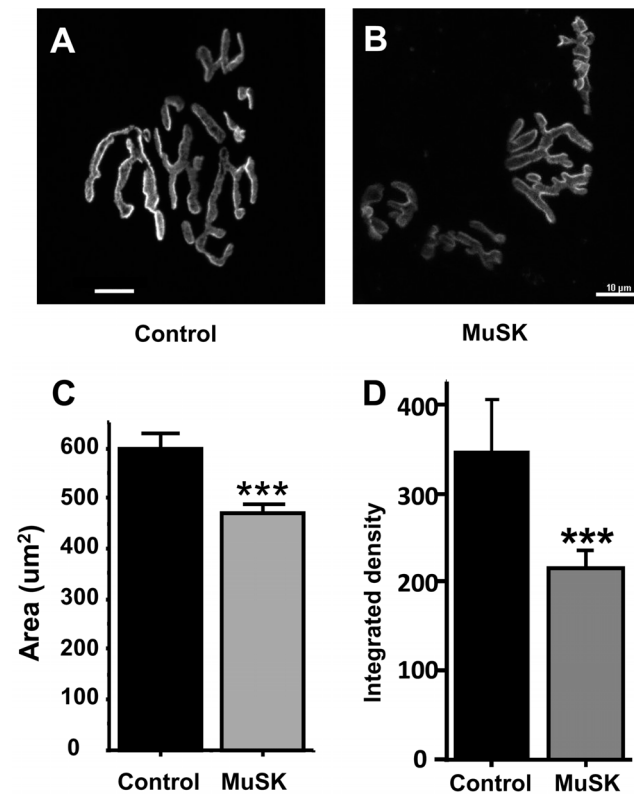 A
B
10 µm
Control
MuSK
C
D
Area (um²)
600
500
400
300
200
100
0
***
Control
MuSK
Integrated density
400
300
200
100
0
***
Control
MuSK